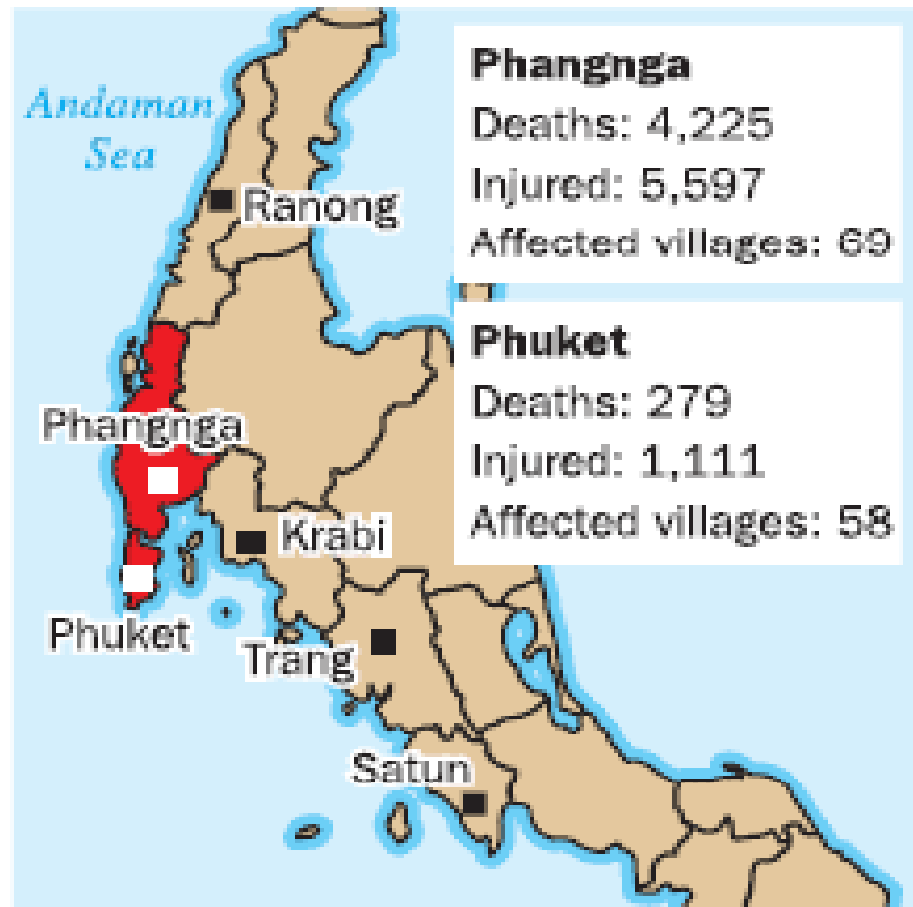 Andaman
Sea
Ranong
Phangnga
Phuket
Krabi
Trang
Satun
Phangnga
Deaths: 4,225
Injured: 5,597
Affected villages: 69
Phuket
Deaths: 279
Injured: 1,111
Affected villages: 58